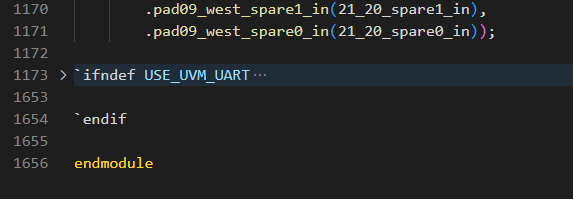 1170 .pad09_west_spare1_in(21_20_spare1_in),
1171 .pad09_west_spare0_in(21_20_spare0_in));
1172
1173 > `ifndef USE_UVM_UART ···
1653
1654 `endif
1655
1656 endmodule